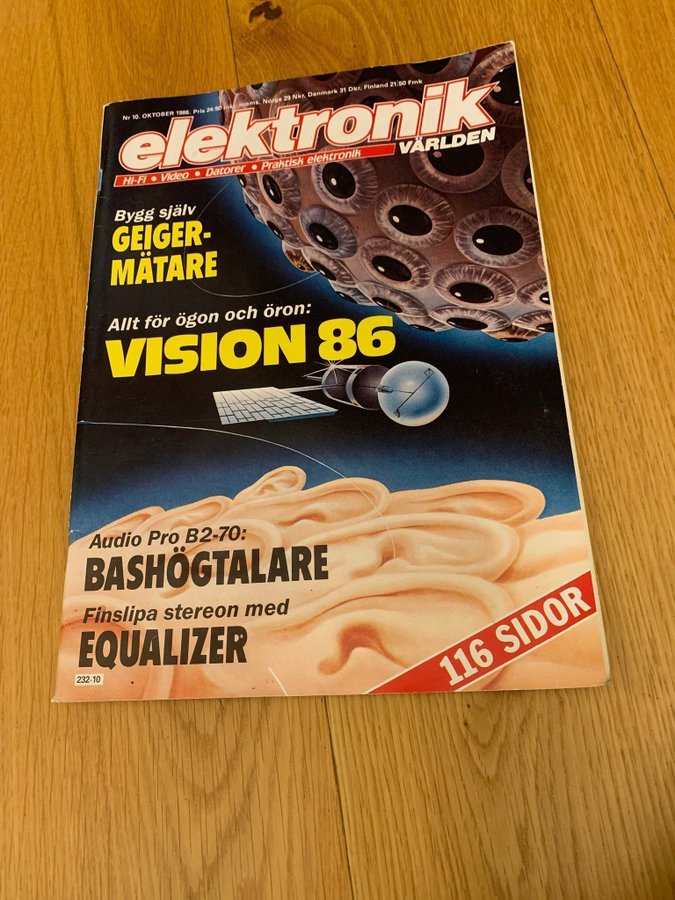 Nr 10. OKTOBER 1986. Pris 24:50 inkl. moms. Norge 29 Nkr. Danmark 31 Dkr. Finland 21:50 Fmk
elektronik
VÄRLDEN
HI-FI • Video • Datorer • Praktisk elektronik
Bygg själv
GEIGER-
MÄTARE
Allt för ögon och öron:
VISION 86
Audio Pro B2-70:
BASHÖGTALARE
Finslipa stereon med
EQUALIZER
116 SIDOR
232-10